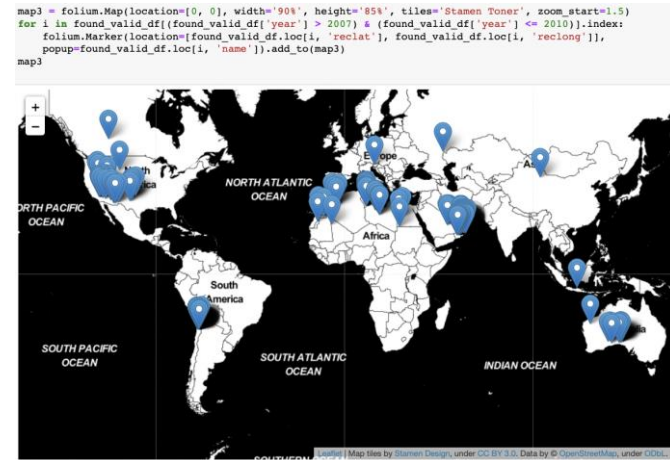 map3 = folium.Map(location=[0, 0], width='90%', height='85%', tiles='Stamen Toner', zoom_start=1.5)
for i in found_valid_df[(found_valid_df['year'] > 2007) & (found_valid_df['year'] <= 2010)].index:
folium.Marker(location=[found_valid_df.loc[i, 'reclat'], found_valid_df.loc[i, 'reclong']],
popup=found_valid_df.loc[i, 'name']).add_to(map3)
map3
+
−
NORTH ATLANTIC
OCEAN
OCEAN
Africa
South
America
SOUTH PACIFIC
OCEAN
SOUTH ATLANTIC
OCEAN
INDIAN OCEAN
Leaflet | Map tiles by Stamen Design, under CC BY 3.0. Data by © OpenStreetMap, under ODbL.